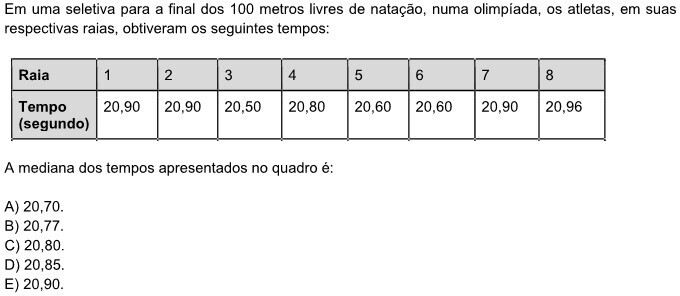 Em uma seletiva para a final dos 100 metros livres de natação, numa olimpíada, os atletas, em suas
respectivas raias, obtiveram os seguintes tempos:
Raia 1 2 3 4 5 6 7 8
Tempo 20,90 20,90 20,50 20,80 20,60 20,60 20,90 20,96
(segundo)
A mediana dos tempos apresentados no quadro é:
A) 20,70.
B) 20,77.
C) 20,80.
D) 20,85.
E) 20,90.